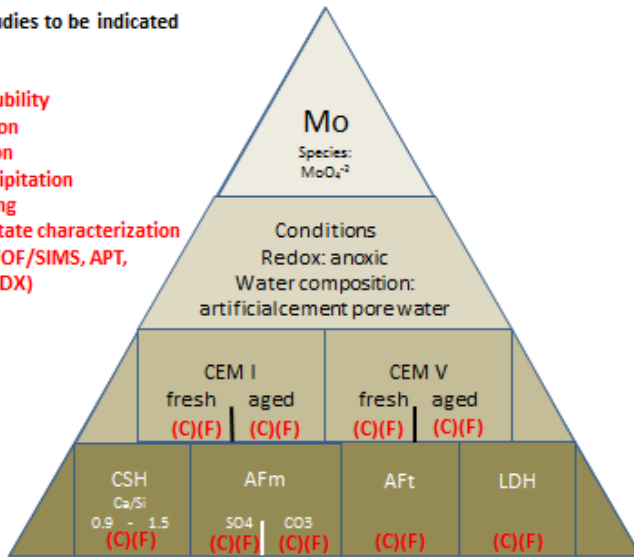 dies to be indicated
ubility
on
on
ipitation
ng
tate characterization
OF/SIMS, APT,
DX)
Mo
Species:
MoO₄⁻²
Conditions
Redox: anoxic
Water composition:
artificialcement pore water
CEM I
fresh aged
(C)(F) (C)(F)
CEM V
fresh aged
(C)(F) (C)(F)
CSH
Ca/Si
0.9 - 1.5
(C)(F)
AFm
SO4 CO3
(C)(F) (C)(F)
AFt
(C)(F)
LDH
(C)(F)